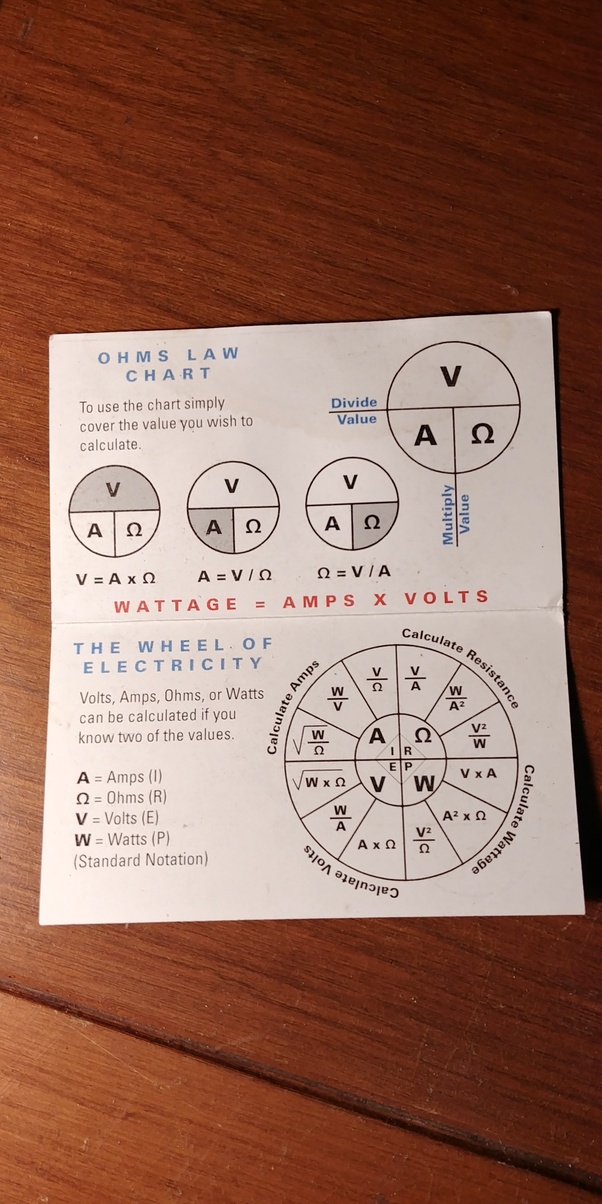 OHMS LAW
CHART
To use the chart simply
cover the value you wish to
calculate.
V
A Ω
Divide
Value
Multiply
Value
V
A Ω
V = A x Ω
V
A Ω
A = V / Ω
V
A Ω
Ω = V / A
WATTAGE = AMPS X VOLTS
THE WHEEL OF
ELECTRICITY
Volts, Amps, Ohms, or Watts
can be calculated if you
know two of the values.
A = Amps (I)
Ω = Ohms (R)
V = Volts (E)
W = Watts (P)
(Standard Notation)
Calculate Amps
√(W/Ω)
W/V
V/Ω
Calculate Resistance
V/A
W/A²
V²/W
Calculate Wattage
V x A
A² x Ω
V²/Ω
Calculate Volts
A x Ω
W/A
√(W x Ω)
A Ω
I R
E P
V W